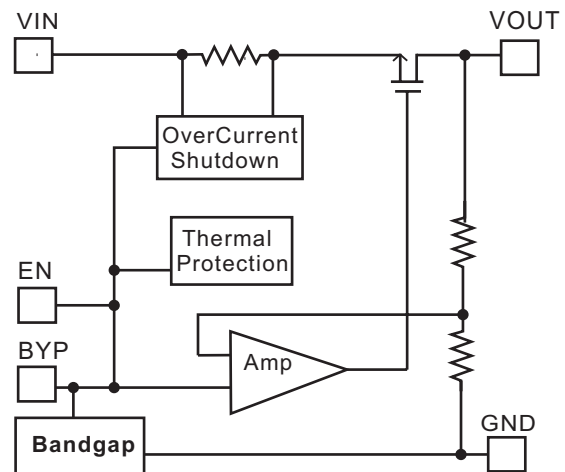 VIN
VOUT
OverCurrent
Shutdown
Thermal
Protection
EN
BYP
Amp
GND
Bandgap